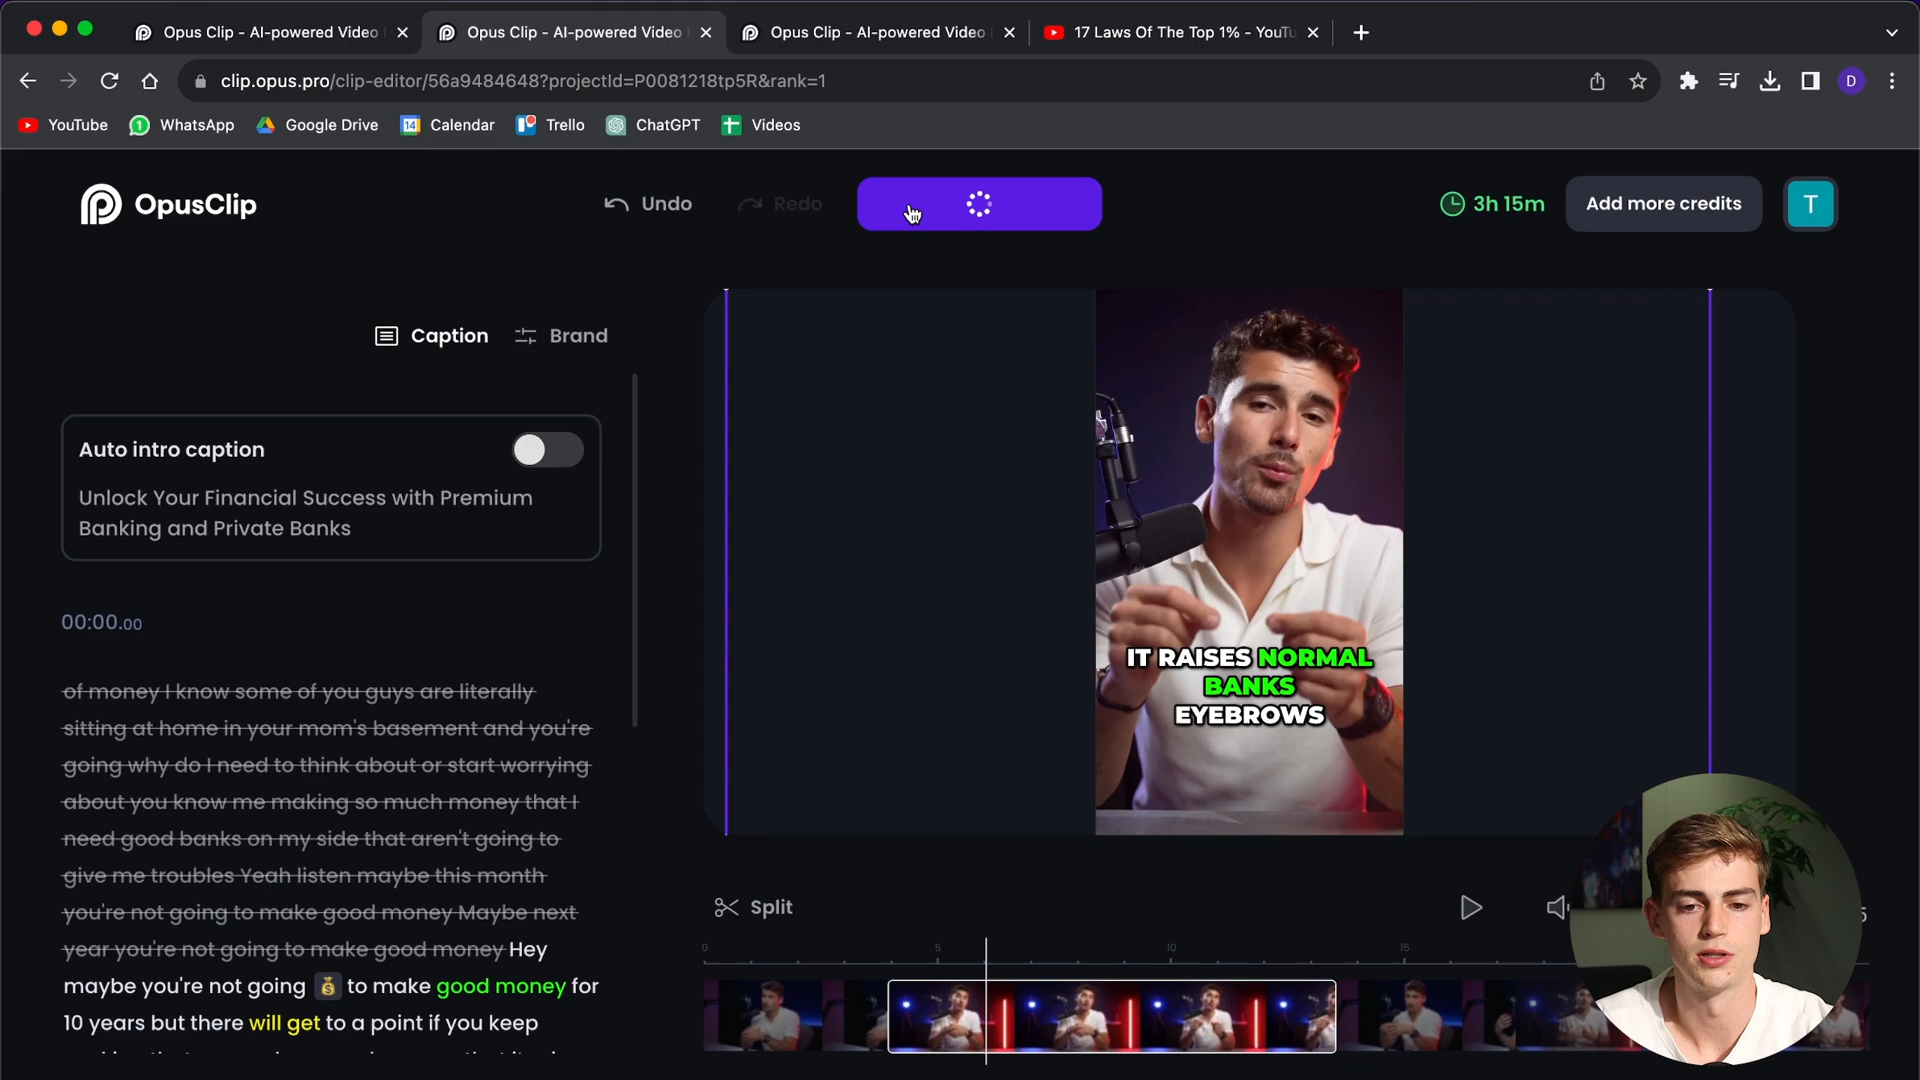 Opus Clip - AI-powered Video
Opus Clip - AI-powered Video
Opus Clip - AI-powered Video
17 Laws Of The Top 1% - YouTu
clip.opus.pro/clip-editor/56a9484648?projectId=P0081218tp5R&rank=1
D
YouTube
WhatsApp
Google Drive
14
Calendar
Trello
ChatGPT
Videos
OpusClip
Undo
Redo
3h 15m
Add more credits
T
Caption
Brand
Auto intro caption
Unlock Your Financial Success with Premium
Banking and Private Banks
00:00.00
of money I know some of you guys are literally
sitting at home in your mom's basement and you're
going why do I need to think about or start worrying
about you know me making so much money that I
need good banks on my side that aren't going to
give me troubles Yeah listen maybe this month
you're not going to make good money Maybe next
year you're not going to make good money Hey
maybe you're not going 💰 to make good money for
10 years but there will get to a point if you keep
IT RAISES NORMAL
BANKS
EYEBROWS
Split
0
5
10
15